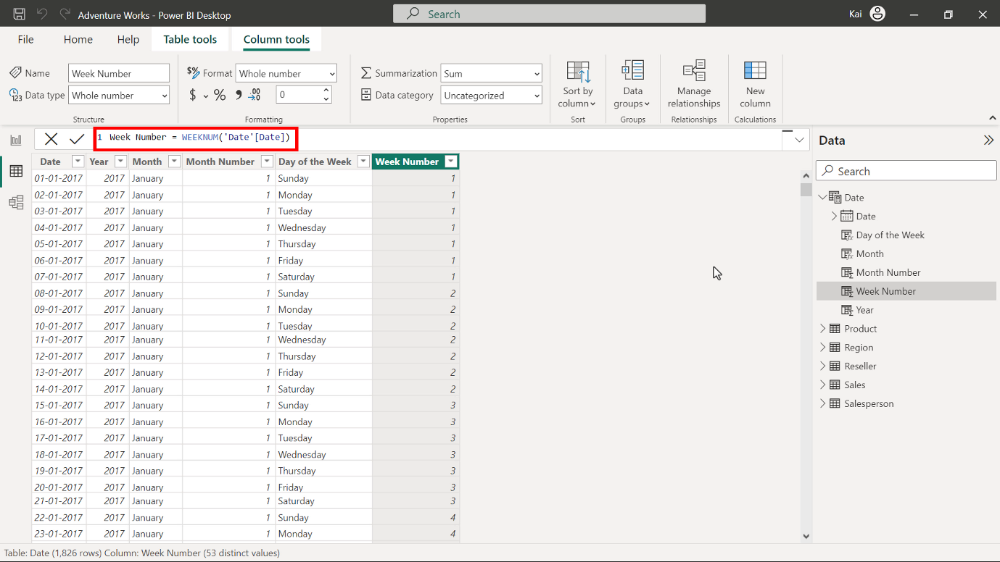 Adventure Works - Power BI Desktop
Search
Kai
File Home Help Table tools Column tools
Name Week Number
Data type Whole number
Structure
Format Whole number
$ % 0
Formatting
Summarization Sum
Data category Uncategorized
Properties
Sort by
column
Sort
Data
groups
Groups
Manage
relationships
Relationships
New
column
Calculations
1 Week Number = WEEKNUM('Date'[Date])
Date Year Month Month Number Day of the Week Week Number
01-01-2017 2017 January 1 Sunday 1
02-01-2017 2017 January 1 Monday 1
03-01-2017 2017 January 1 Tuesday 1
04-01-2017 2017 January 1 Wednesday 1
05-01-2017 2017 January 1 Thursday 1
06-01-2017 2017 January 1 Friday 1
07-01-2017 2017 January 1 Saturday 1
08-01-2017 2017 January 1 Sunday 2
09-01-2017 2017 January 1 Monday 2
10-01-2017 2017 January 1 Tuesday 2
11-01-2017 2017 January 1 Wednesday 2
12-01-2017 2017 January 1 Thursday 2
13-01-2017 2017 January 1 Friday 2
14-01-2017 2017 January 1 Saturday 2
15-01-2017 2017 January 1 Sunday 3
16-01-2017 2017 January 1 Monday 3
17-01-2017 2017 January 1 Tuesday 3
18-01-2017 2017 January 1 Wednesday 3
19-01-2017 2017 January 1 Thursday 3
20-01-2017 2017 January 1 Friday 3
21-01-2017 2017 January 1 Saturday 3
22-01-2017 2017 January 1 Sunday 4
23-01-2017 2017 January 1 Monday 4
Data
Search
Date
Date
Day of the Week
Month
Month Number
Week Number
Year
Product
Region
Reseller
Sales
Salesperson
Table: Date (1,826 rows) Column: Week Number (53 distinct values)